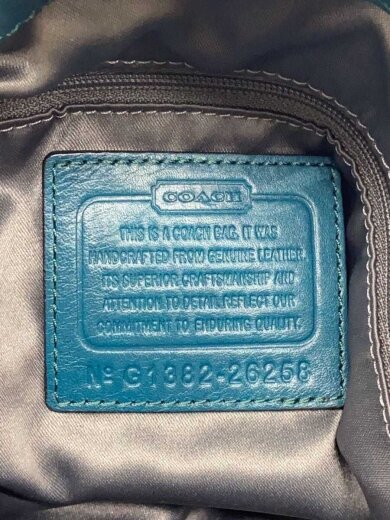 COACH
THIS IS A COACH BAG. IT WAS
HANDCRAFTED FROM GENUINE LEATHER.
ITS SUPERIOR CRAFTSMANSHIP AND
ATTENTION TO DETAIL REFLECT OUR
COMMITMENT TO ENDURING QUALITY.
Nº G1382-26258